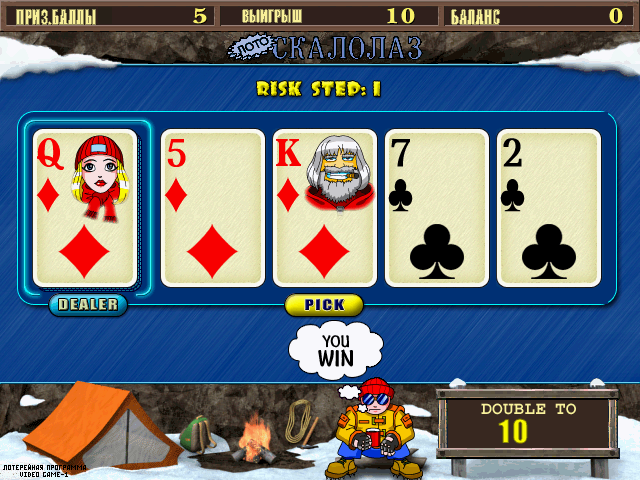 ПРИЗ.БАЛЛЫ 5 ВЫИГРЫШ 10 БАЛАНС 0
ЛОТО СКАЛОЛАЗ
RISK STEP: 1
Q 5 K 7 2
DEALER PICK
YOU
WIN
DOUBLE TO
10
ЛОТЕРЕЙНАЯ ПРОГРАММА
VIDEO GAME-1